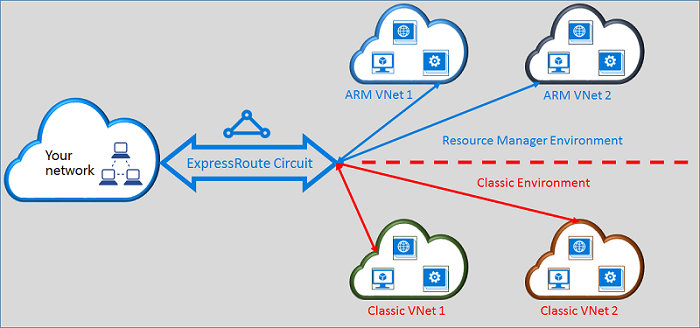 ARM VNet 1
ARM VNet 2
Your
network
ExpressRoute Circuit
Resource Manager Environment
Classic Environment
Classic VNet 1
Classic VNet 2